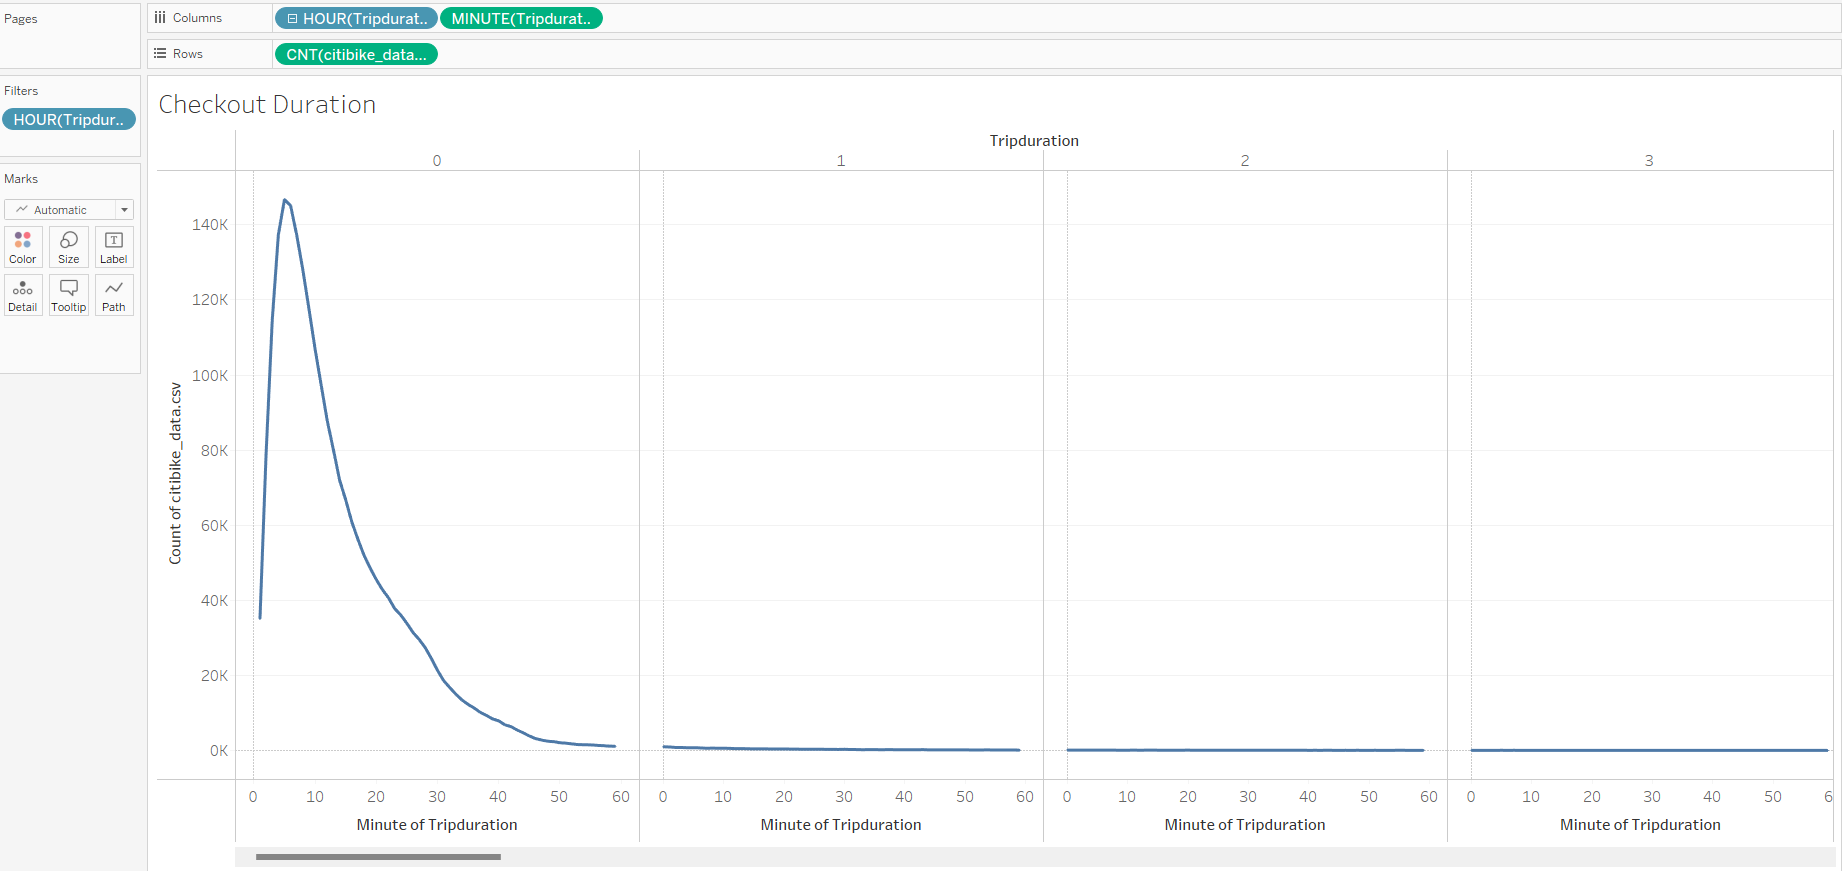 Pages
Columns
HOUR(Tripdurat..
MINUTE(Tripdurat..
Rows
CNT(citibike_data...
Filters
HOUR(Tripdur..
Marks
Automatic
Color
Size
Label
Detail
Tooltip
Path
Checkout Duration
Tripduration
0
1
2
3
Count of citibike_data.csv
140K
120K
100K
80K
60K
40K
20K
0K
0 10 20 30 40 50 60
0 10 20 30 40 50 60
0 10 20 30 40 50 60
0 10 20 30 40 50 6
Minute of Tripduration
Minute of Tripduration
Minute of Tripduration
Minute of Tripduration